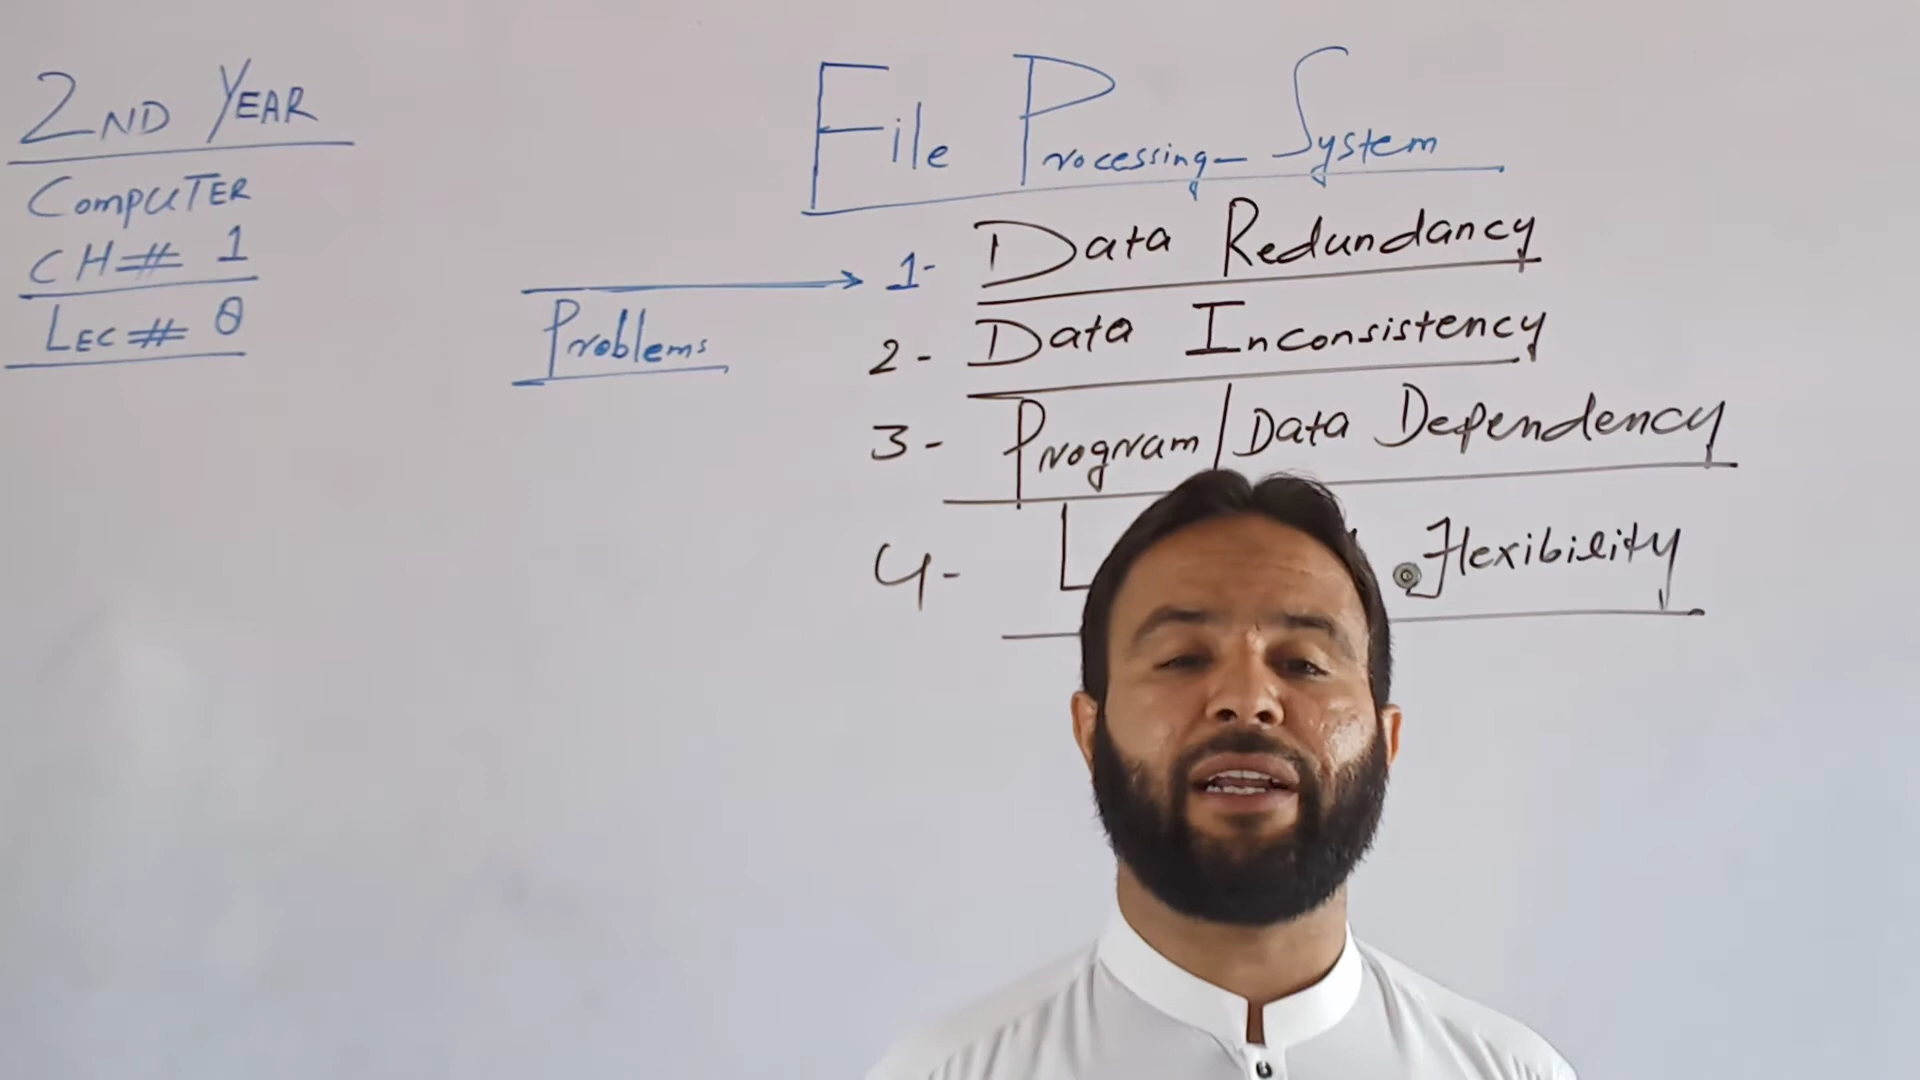 2ND YEAR
COMPUTER
CH# 1
LEC# 8
File Processing System
Problems
1- Data Redundancy
2- Data Inconsistency
3- Program/Data Dependency
4- Flexibility